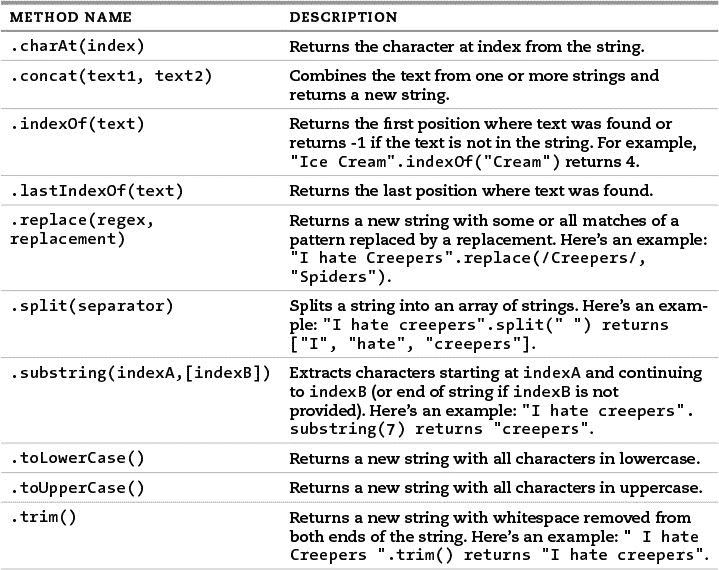 METHOD NAME DESCRIPTION
.charAt(index) Returns the character at index from the string.
.concat(text1, text2) Combines the text from one or more strings and
returns a new string.
.indexOf(text) Returns the first position where text was found or
returns -1 if the text is not in the string. For example,
"Ice Cream".indexOf("Cream") returns 4.
.lastIndexOf(text) Returns the last position where text was found.
.replace(regex, Returns a new string with some or all matches of a
replacement) pattern replaced by a replacement. Here’s an example:
"I hate Creepers".replace(/Creepers/,
"Spiders").
.split(separator) Splits a string into an array of strings. Here’s an exam-
ple: "I hate creepers".split(" ") returns
["I", "hate", "creepers"].
.substring(indexA,[indexB]) Extracts characters starting at indexA and continuing
to indexB (or end of string if indexB is not
provided). Here’s an example: "I hate creepers".
substring(7) returns "creepers".
.toLowerCase() Returns a new string with all characters in lowercase.
.toUpperCase() Returns a new string with all characters in uppercase.
.trim() Returns a new string with whitespace removed from
both ends of the string. Here’s an example: " I hate
Creepers ".trim() returns "I hate creepers".